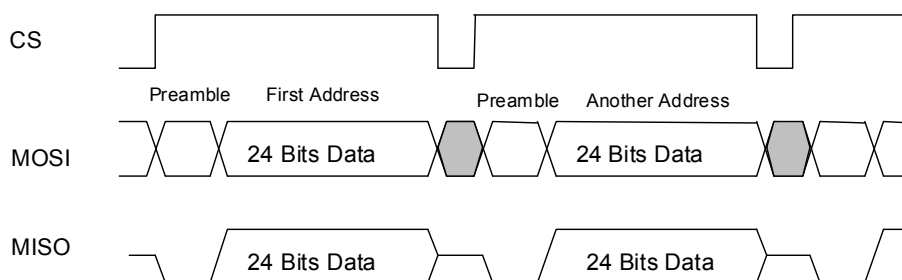 CS
Preamble First Address Preamble Another Address
MOSI 24 Bits Data 24 Bits Data
MISO 24 Bits Data 24 Bits Data